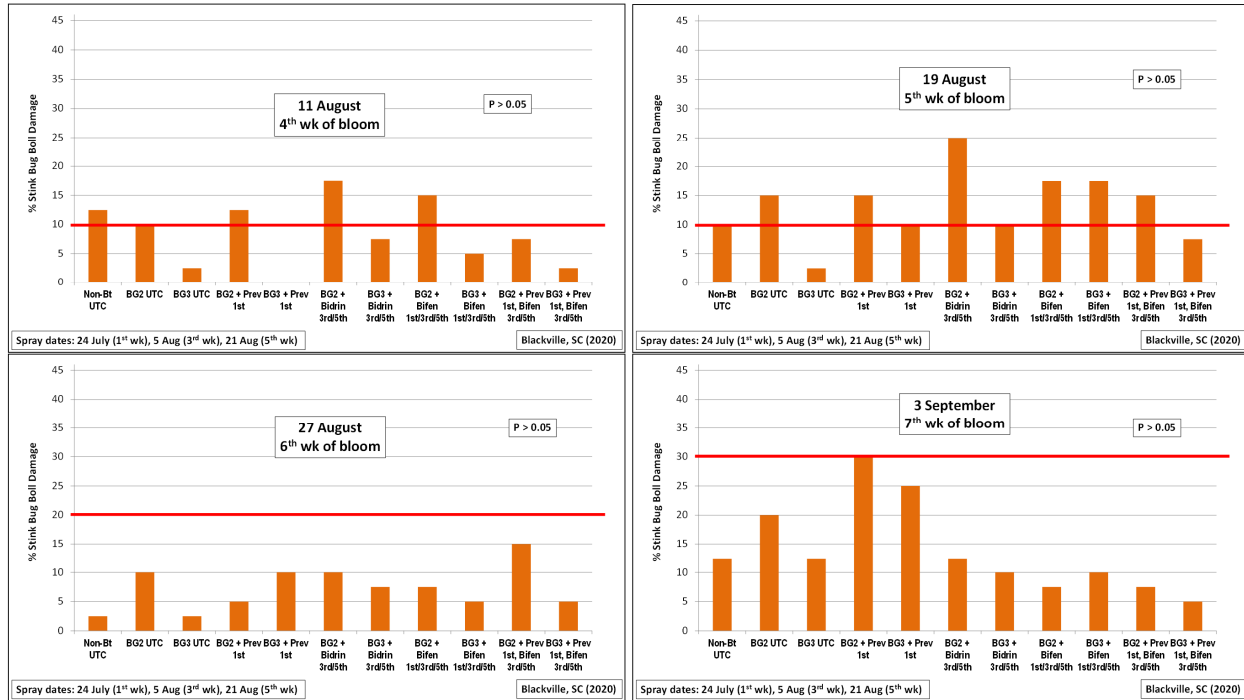 45
40
35
30
25
20
15
10
5
0
% Stink Bug Boll Damage
11 August
4th wk of bloom
P > 0.05
Non-Bt UTC
BG2 UTC
BG3 UTC
BG2 + Prev 1st
BG3 + Prev 1st
BG2 + Bidrin 3rd/5th
BG3 + Bidrin 3rd/5th
BG2 + Bifen 1st/3rd/5th
BG3 + Bifen 1st/3rd/5th
BG2 + Prev 1st, Bifen 3rd/5th
BG3 + Prev 1st, Bifen 3rd/5th
Spray dates: 24 July (1st wk), 5 Aug (3rd wk), 21 Aug (5th wk)
Blackville, SC (2020)
45
40
35
30
25
20
15
10
5
0
% Stink Bug Boll Damage
19 August
5th wk of bloom
P > 0.05
Non-Bt UTC
BG2 UTC
BG3 UTC
BG2 + Prev 1st
BG3 + Prev 1st
BG2 + Bidrin 3rd/5th
BG3 + Bidrin 3rd/5th
BG2 + Bifen 1st/3rd/5th
BG3 + Bifen 1st/3rd/5th
BG2 + Prev 1st, Bifen 3rd/5th
BG3 + Prev 1st, Bifen 3rd/5th
Spray dates: 24 July (1st wk), 5 Aug (3rd wk), 21 Aug (5th wk)
Blackville, SC (2020)
45
40
35
30
25
20
15
10
5
0
% Stink Bug Boll Damage
27 August
6th wk of bloom
P > 0.05
Non-Bt UTC
BG2 UTC
BG3 UTC
BG2 + Prev 1st
BG3 + Prev 1st
BG2 + Bidrin 3rd/5th
BG3 + Bidrin 3rd/5th
BG2 + Bifen 1st/3rd/5th
BG3 + Bifen 1st/3rd/5th
BG2 + Prev 1st, Bifen 3rd/5th
BG3 + Prev 1st, Bifen 3rd/5th
Spray dates: 24 July (1st wk), 5 Aug (3rd wk), 21 Aug (5th wk)
Blackville, SC (2020)
45
40
35
30
25
20
15
10
5
0
% Stink Bug Boll Damage
3 September
7th wk of bloom
P > 0.05
Non-Bt UTC
BG2 UTC
BG3 UTC
BG2 + Prev 1st
BG3 + Prev 1st
BG2 + Bidrin 3rd/5th
BG3 + Bidrin 3rd/5th
BG2 + Bifen 1st/3rd/5th
BG3 + Bifen 1st/3rd/5th
BG2 + Prev 1st, Bifen 3rd/5th
BG3 + Prev 1st, Bifen 3rd/5th
Spray dates: 24 July (1st wk), 5 Aug (3rd wk), 21 Aug (5th wk)
Blackville, SC (2020)